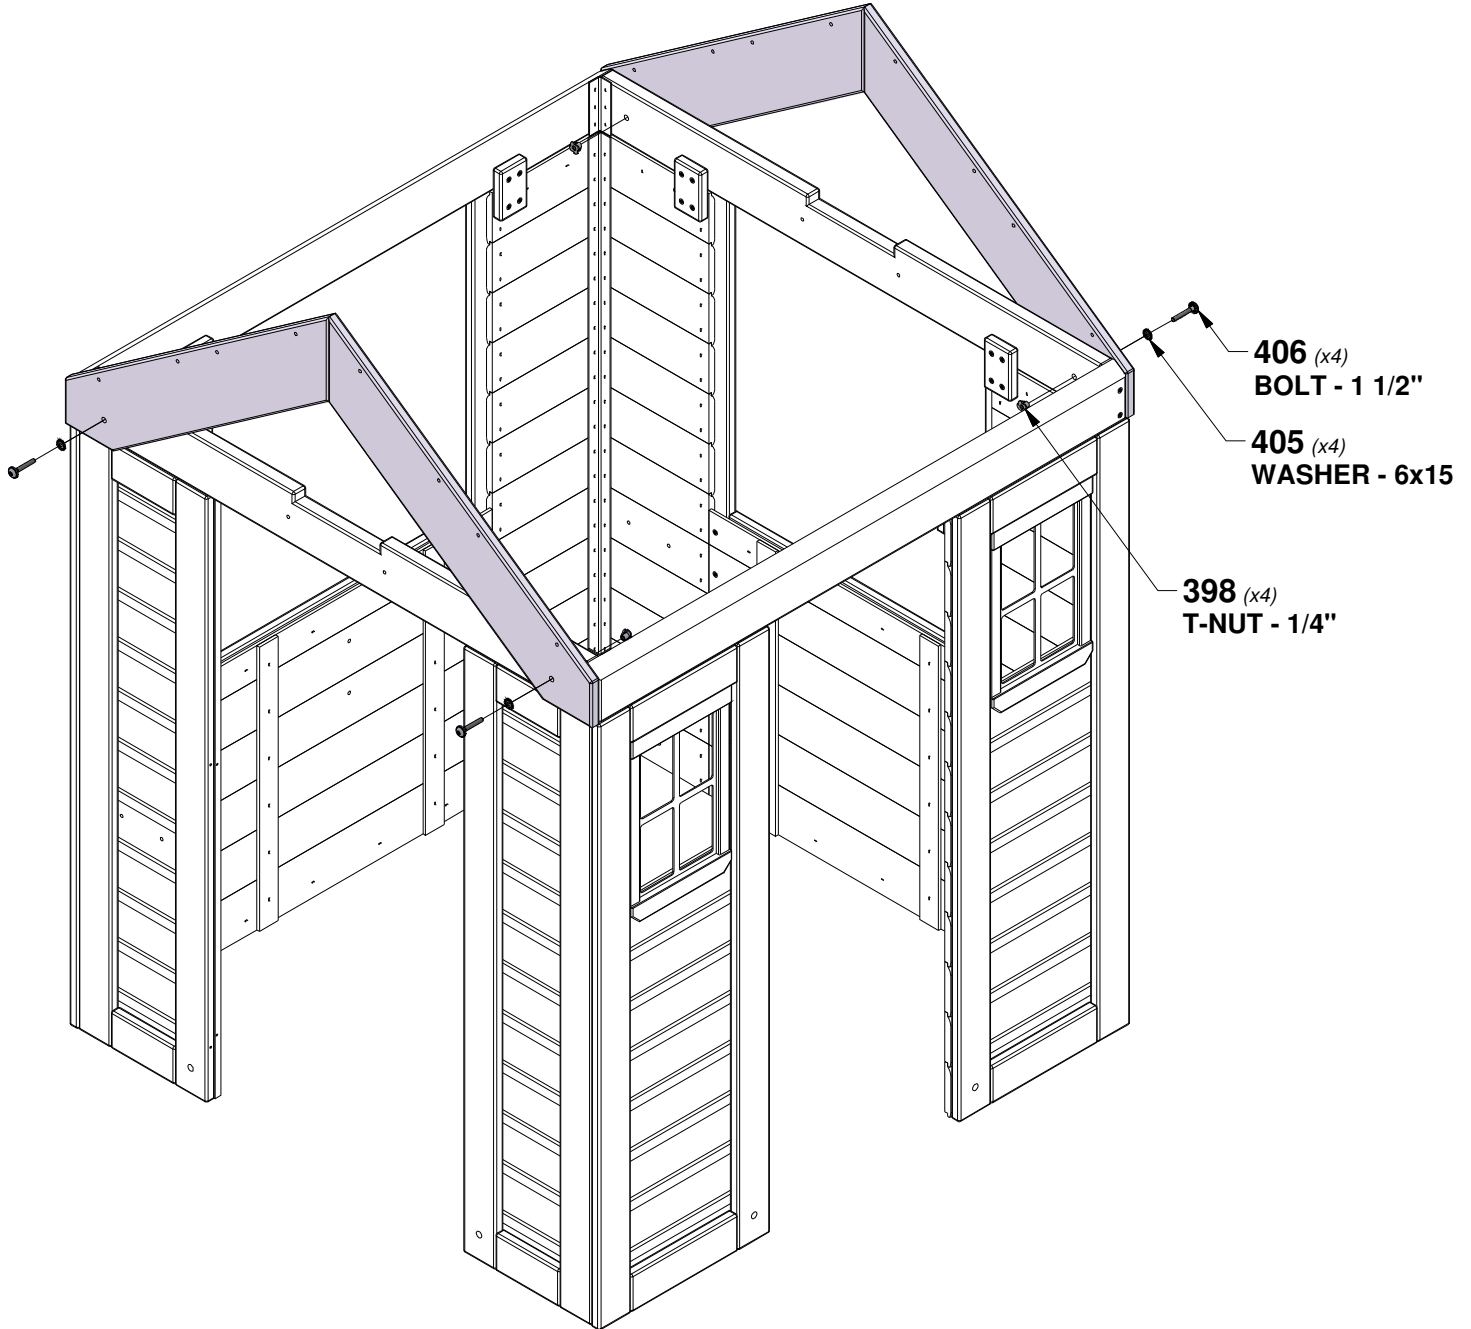 406 (x4)
BOLT - 1 1/2"
405 (x4)
WASHER - 6x15
398 (x4)
T-NUT - 1/4"